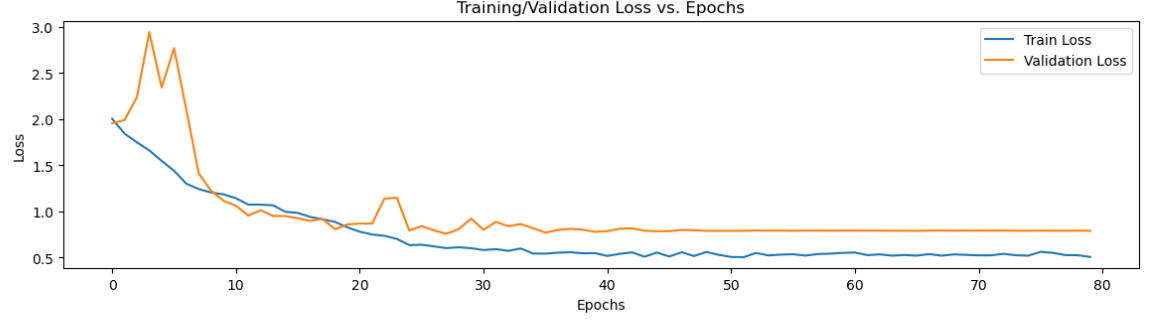 Training/Validation Loss vs. Epochs
3.0
2.5
2.0
1.5
1.0
0.5
Loss
Train Loss
Validation Loss
0 10 20 30 40 50 60 70 80
Epochs